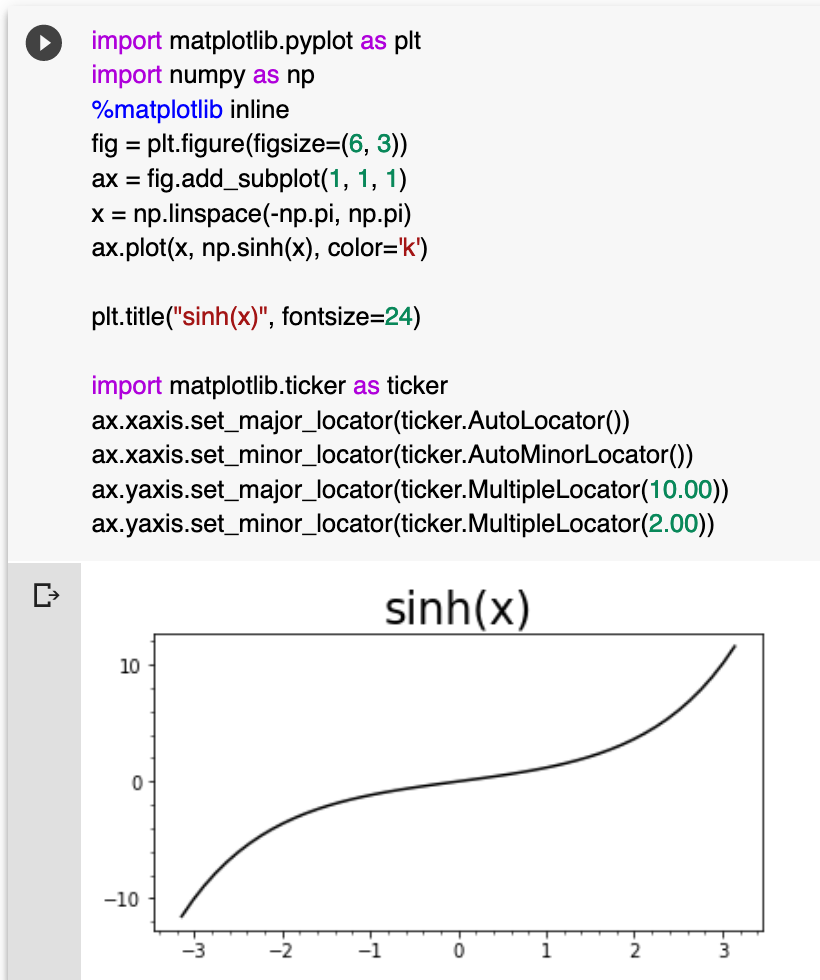 import matplotlib.pyplot as plt
import numpy as np
%matplotlib inline
fig = plt.figure(figsize=(6, 3))
ax = fig.add_subplot(1, 1, 1)
x = np.linspace(-np.pi, np.pi)
ax.plot(x, np.sinh(x), color='k')
plt.title("sinh(x)", fontsize=24)
import matplotlib.ticker as ticker
ax.xaxis.set_major_locator(ticker.AutoLocator())
ax.xaxis.set_minor_locator(ticker.AutoMinorLocator())
ax.yaxis.set_major_locator(ticker.MultipleLocator(10.00))
ax.yaxis.set_minor_locator(ticker.MultipleLocator(2.00))
sinh(x)
10
0
−10
−3 −2 −1 0 1 2 3